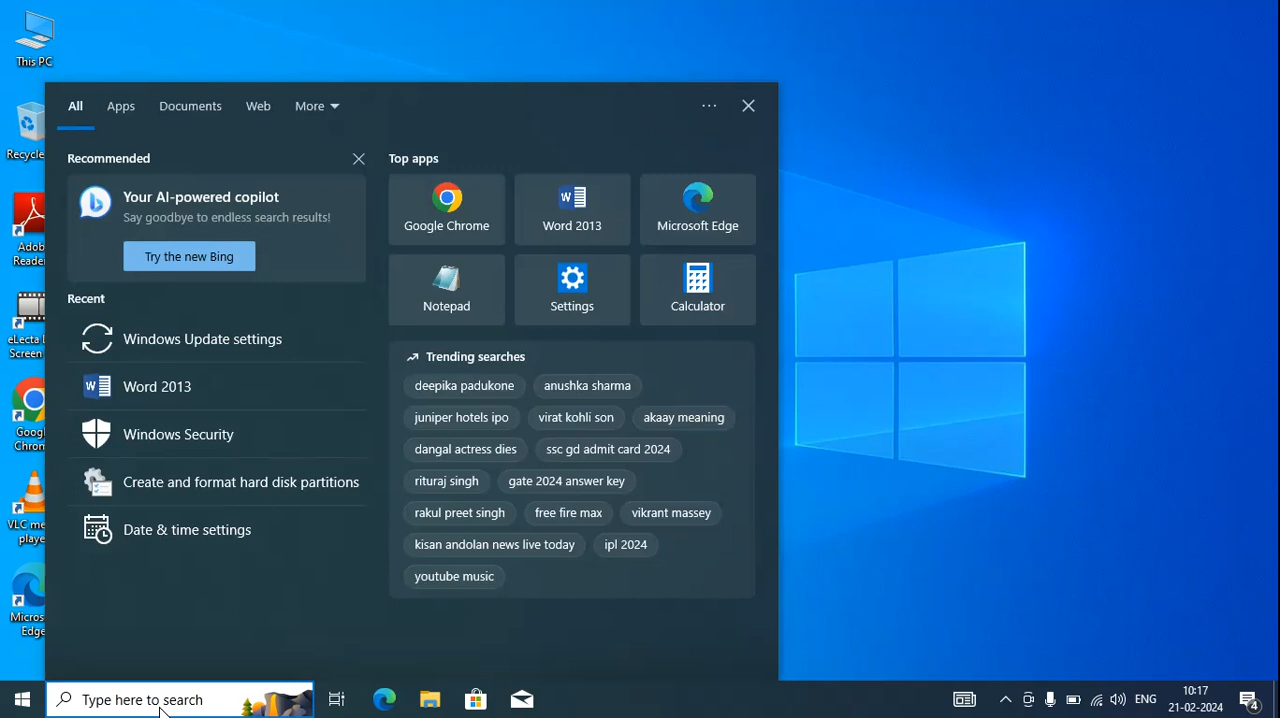 This PC
Recycle
Adobe
Reader
eLecta L
Screen
Google
Chrom
VLC me
playe
Micros
Edge
All
Apps
Documents
Web
More
Recommended
Your AI-powered copilot
Say goodbye to endless search results!
Try the new Bing
Recent
Windows Update settings
Word 2013
Windows Security
Create and format hard disk partitions
Date & time settings
Top apps
Google Chrome
Word 2013
Microsoft Edge
Notepad
Settings
Calculator
Trending searches
deepika padukone
anushka sharma
juniper hotels ipo
virat kohli son
akaay meaning
dangal actress dies
ssc gd admit card 2024
rituraj singh
gate 2024 answer key
rakul preet singh
free fire max
vikrant massey
kisan andolan news live today
ipl 2024
youtube music
Type here to search
ENG
10:17
21-02-2024
4